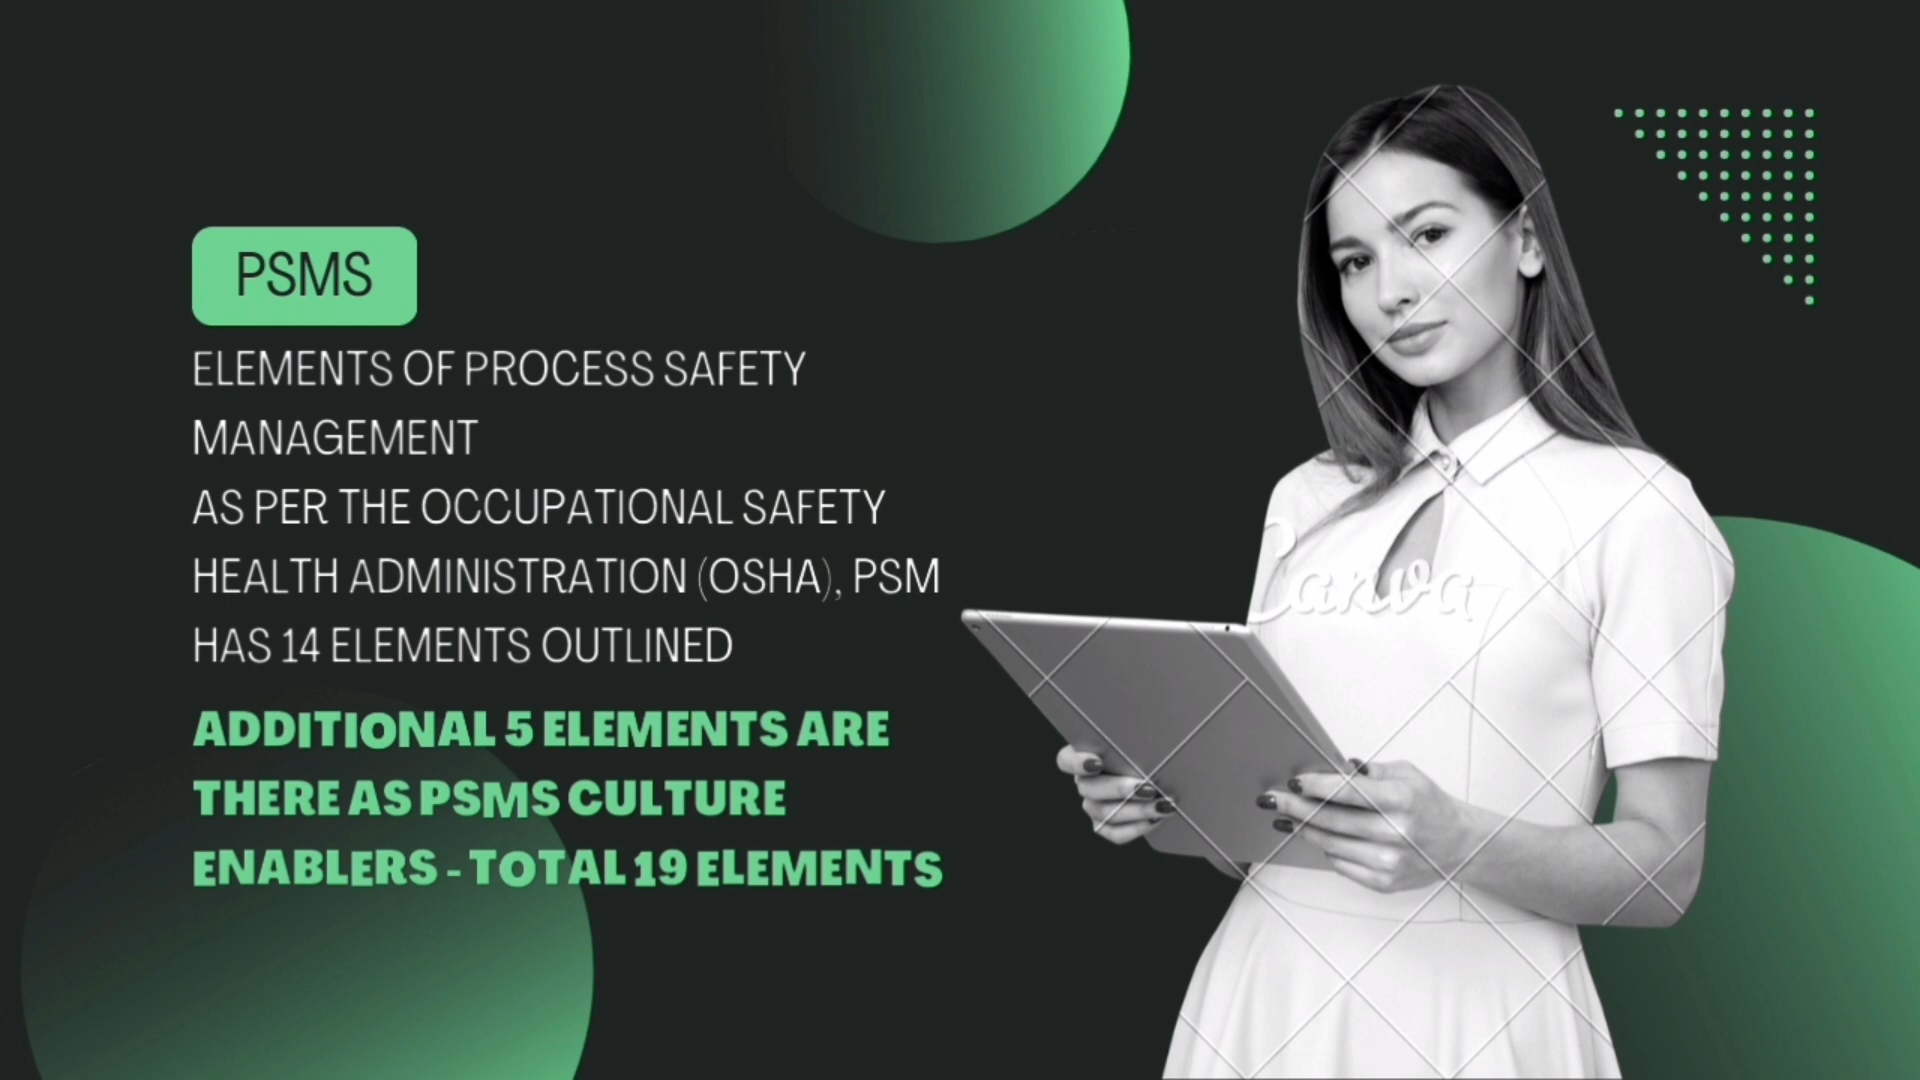 PSMS
ELEMENTS OF PROCESS SAFETY
MANAGEMENT
AS PER THE OCCUPATIONAL SAFETY
HEALTH ADMINISTRATION (OSHA), PSM
HAS 14 ELEMENTS OUTLINED
ADDITIONAL 5 ELEMENTS ARE
THERE AS PSMS CULTURE
ENABLERS - TOTAL 19 ELEMENTS
Canva